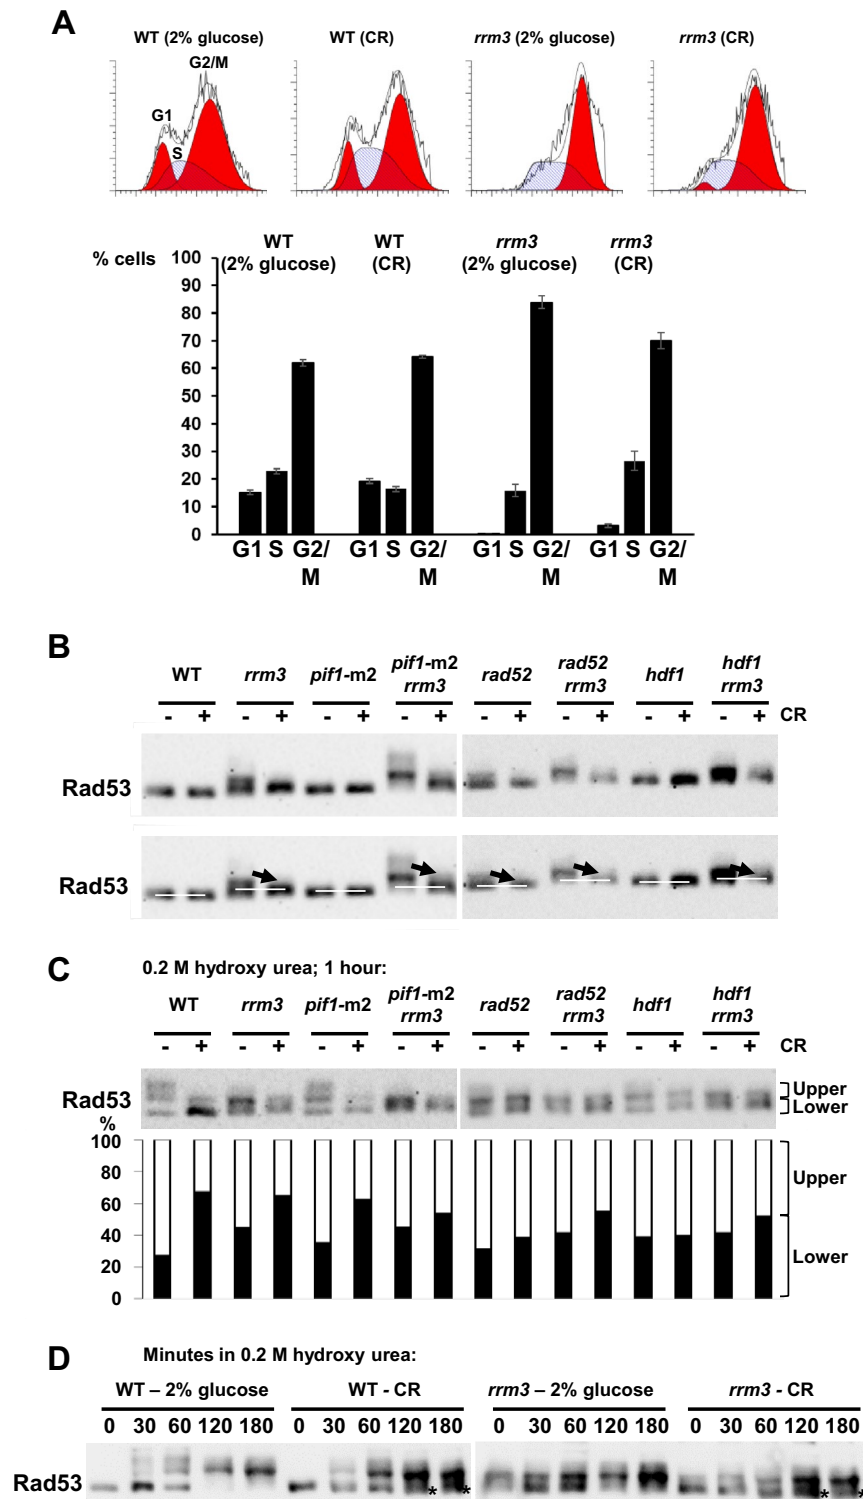 A
WT (2% glucose)
WT (CR)
rrm3 (2% glucose)
rrm3 (CR)
G2/M
G1
S
% cells
WT
(2% glucose)
WT
(CR)
rrm3
(2% glucose)
rrm3
(CR)
100
90
80
70
60
50
40
30
20
10
0
G1 S G2/
M
G1 S G2/
M
G1 S G2/
M
G1 S G2/
M
B
WT
rrm3
pif1-m2
pif1-m2
rrm3
rad52
rad52
rrm3
hdf1
hdf1
rrm3
- + - + - + - + - + - + - + - + CR
Rad53
Rad53
C
0.2 M hydroxy urea; 1 hour:
WT
rrm3
pif1-m2
pif1-m2
rrm3
rad52
rad52
rrm3
hdf1
hdf1
rrm3
- + - + - + - + - + - + - + - + CR
Rad53
Upper
Lower
%
100
80
60
40
20
0
Upper
Lower
D
Minutes in 0.2 M hydroxy urea:
WT – 2% glucose
WT - CR
rrm3 – 2% glucose
rrm3 - CR
0 30 60 120 180 0 30 60 120 180 0 30 60 120 180 0 30 60 120 180
Rad53
* * * *